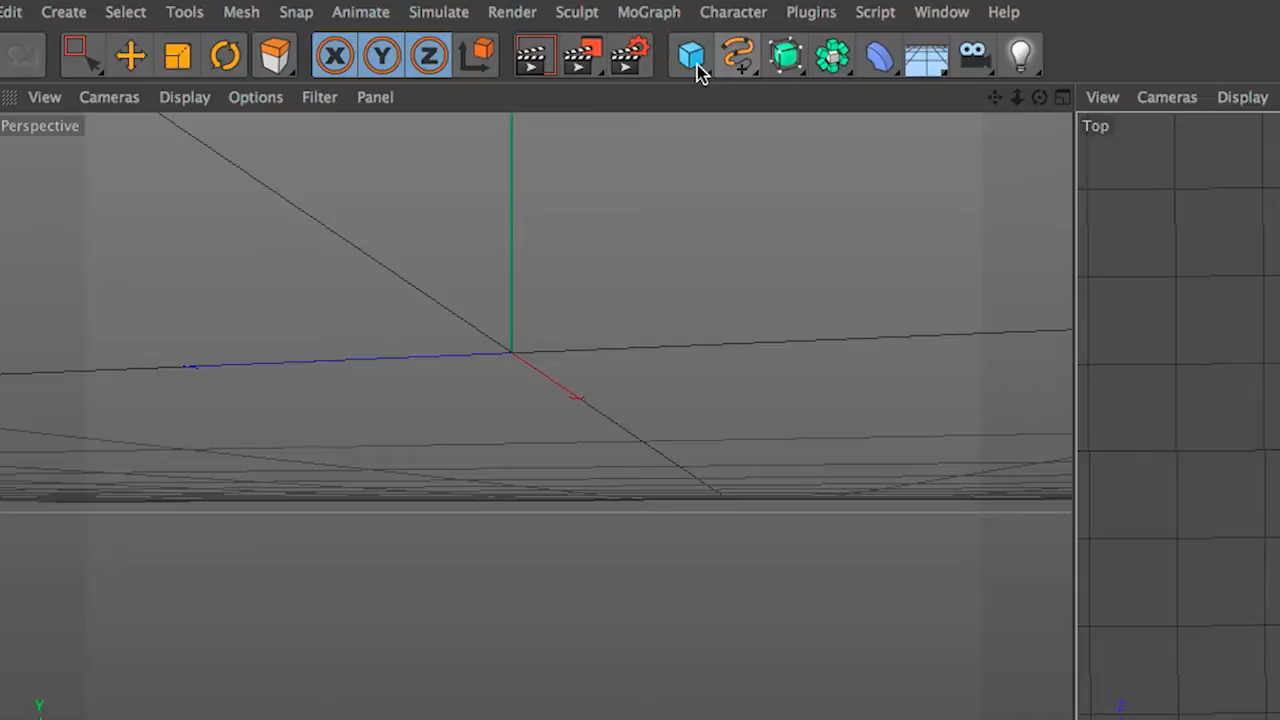 Edit Create Select Tools Mesh Snap Animate Simulate Render Sculpt MoGraph Character Plugins Script Window Help
X Y Z
View Cameras Display Options Filter Panel View Cameras Display
Perspective Top
Y Z